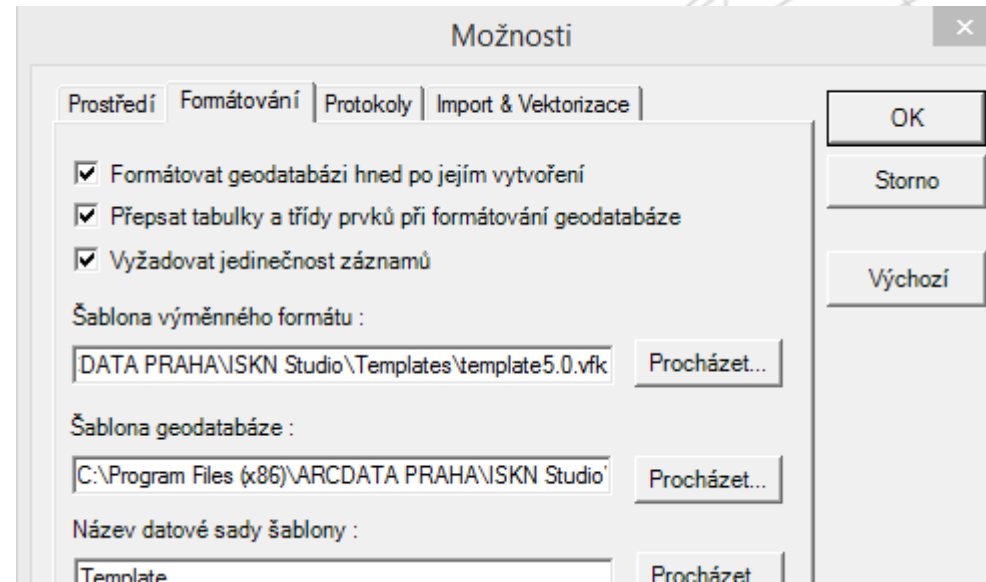 Možnosti
Prostředí Formátování Protokoly Import & Vektorizace
OK
Formátovat geodatabázi hned po jejím vytvoření
Storno
Přepsat tabulky a třídy prvků při formátování geodatabáze
Vyžadovat jedinečnost záznamů
Výchozí
Šablona výměnného formátu :
:DATA PRAHA\ISKN Studio\Templates\template5.0.vfk Procházet...
Šablona geodatabáze :
C:\Program Files (x86)\ARCDATA PRAHA\ISKN Studio\ Procházet...
Název datové sady šablony :
Template Procházet